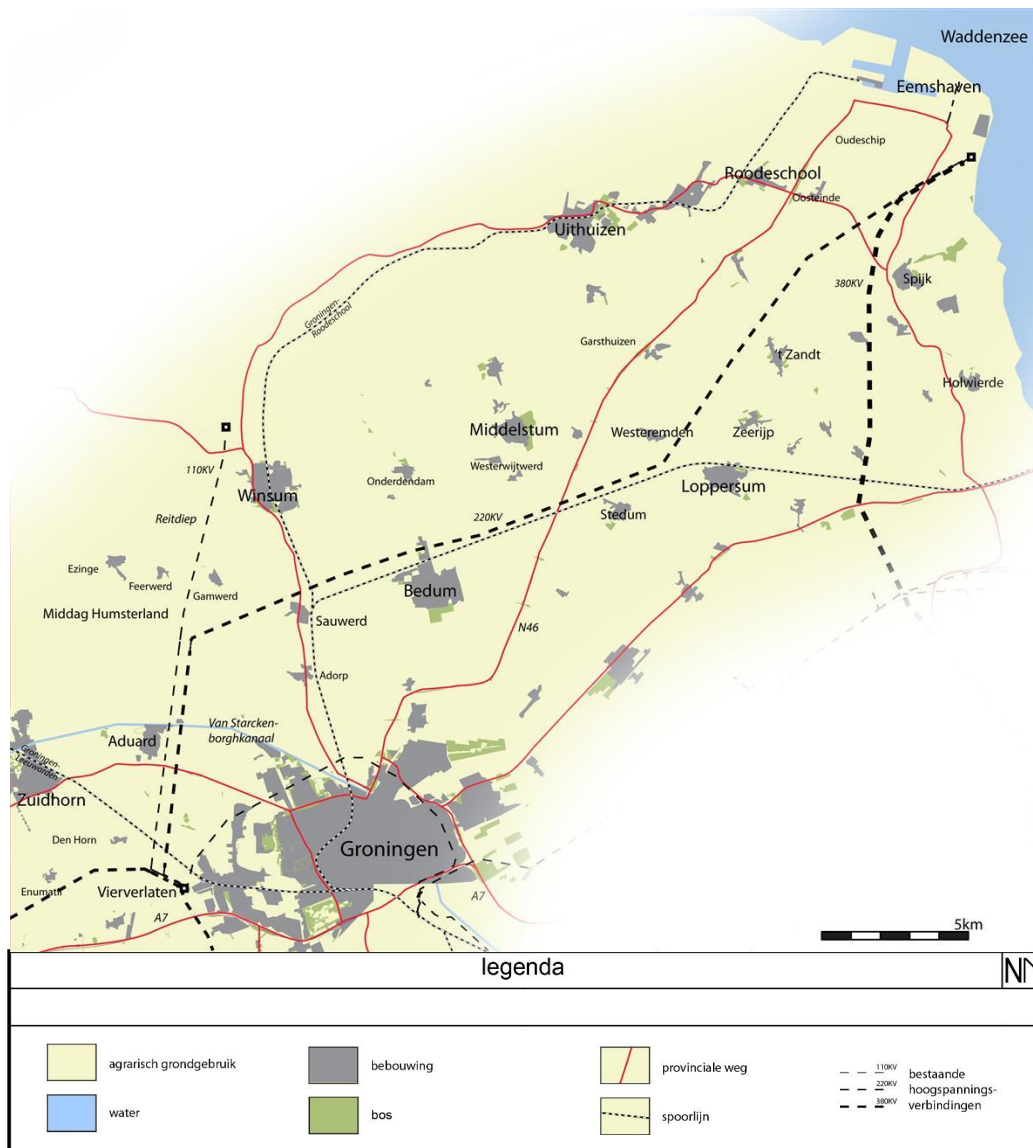 Waddenzee
Eemshaven
Oudeschip
Roodeschool
Oosteinde
Uithuizen
380KV
Spijk
Groningen-
Roodeschool
Garsthuizen
't Zandt
Holwierde
Middelstum
Westeremden
Zeerijp
110KV
Westerwijtwerd
Onderdendam
Loppersum
Winsum
Reitdiep
220KV
Stedum
Ezinge
Feerwerd
Gamwerd
Bedum
Middag Humsterland
Sauwerd
N46
Adorp
Van Starcken-
borghkanaal
Aduard
Groningen-
Leeuwarden
Zuidhorn
Den Horn
Groningen
Enumatil
Vierverlaten
A7
A7
5km
legenda
N
agrarisch grondgebruik
bebouwing
provinciale weg
110KV
bestaande
220KV
hoogspannings-
380KV
verbindingen
water
bos
spoorlijn